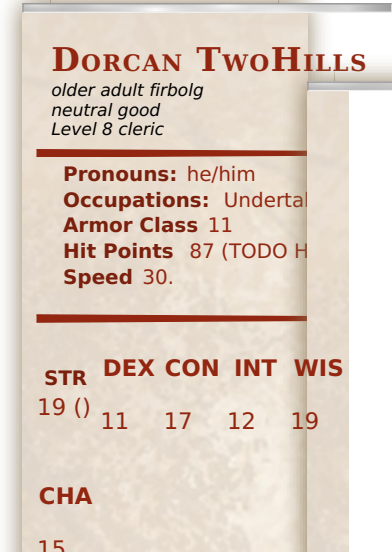 Dorcan TwoHills
older adult firbolg
neutral good
Level 8 cleric
Pronouns: he/him
Occupations:
Armor Class 11
Hit Points 87 (TODO
Speed 30.
STR DEX CON INT WIS
19 () 11 17 12 19
CHA
15